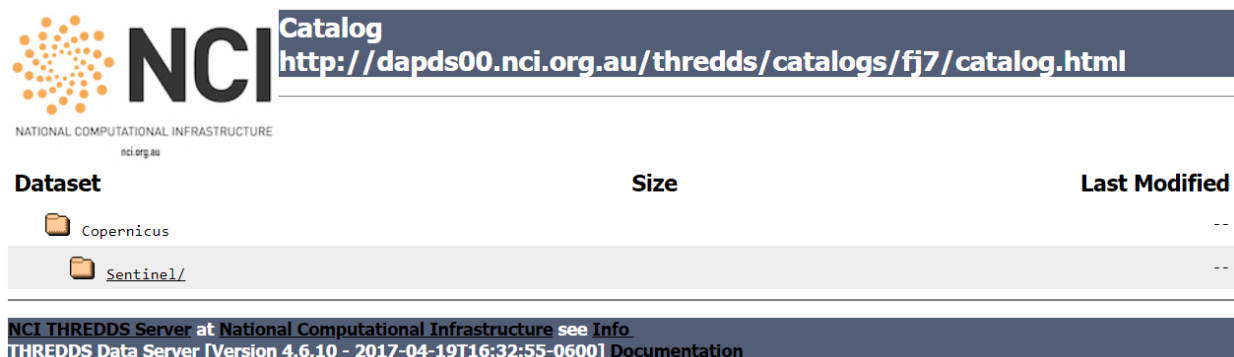 NCI
NATIONAL COMPUTATIONAL INFRASTRUCTURE
nci.org.au
Catalog
http://dapds00.nci.org.au/thredds/catalogs/fj7/catalog.html
Dataset Size Last Modified
Copernicus --
Sentinel/ --
NCI THREDDS Server at National Computational Infrastructure see Info
THREDDS Data Server [Version 4.6.10 - 2017-04-19T16:32:55-0600] Documentation